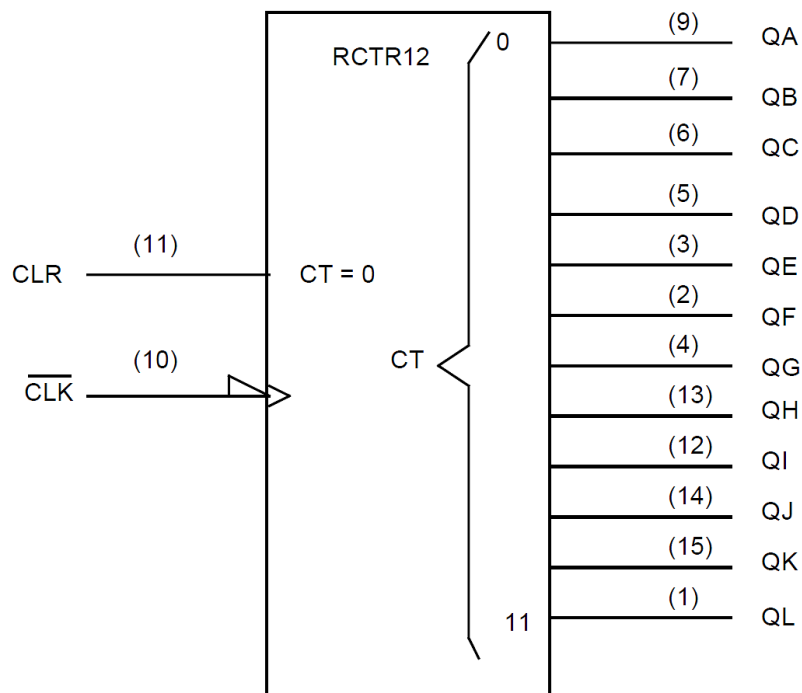 RCTR12
0
(9) QA
(7) QB
(6) QC
(5) QD
(11)
CLR
CT = 0
(3) QE
(2) QF
(10)
C̅L̅K̅
CT
(4) QG
(13) QH
(12) QI
(14) QJ
(15) QK
11
(1) QL